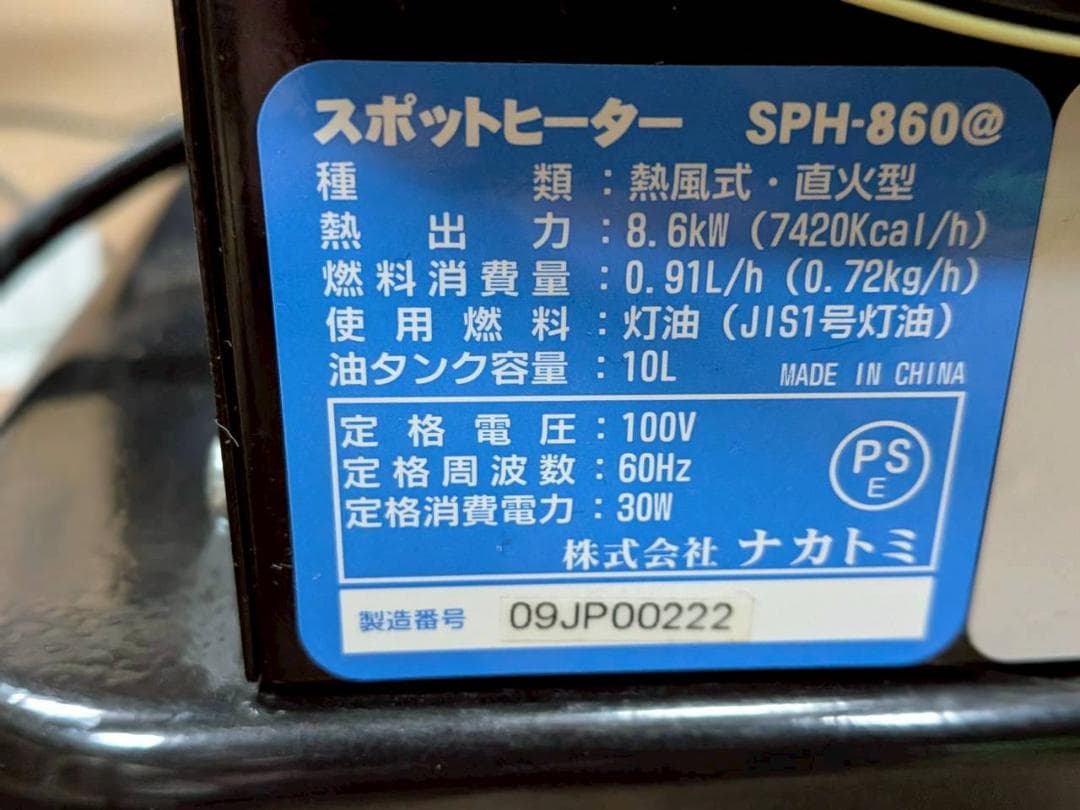 スポットヒーター SPH-860@
種類：熱風式・直火型
熱出力：8.6kW（7420Kcal/h）
燃料消費量：0.91L/h（0.72kg/h）
使用燃料：灯油（JIS1号灯油）
油タンク容量：10L MADE IN CHINA
定格電圧：100V
定格周波数：60Hz
定格消費電力：30W
PS
E
株式会社 ナカトミ
製造番号 09JP00222